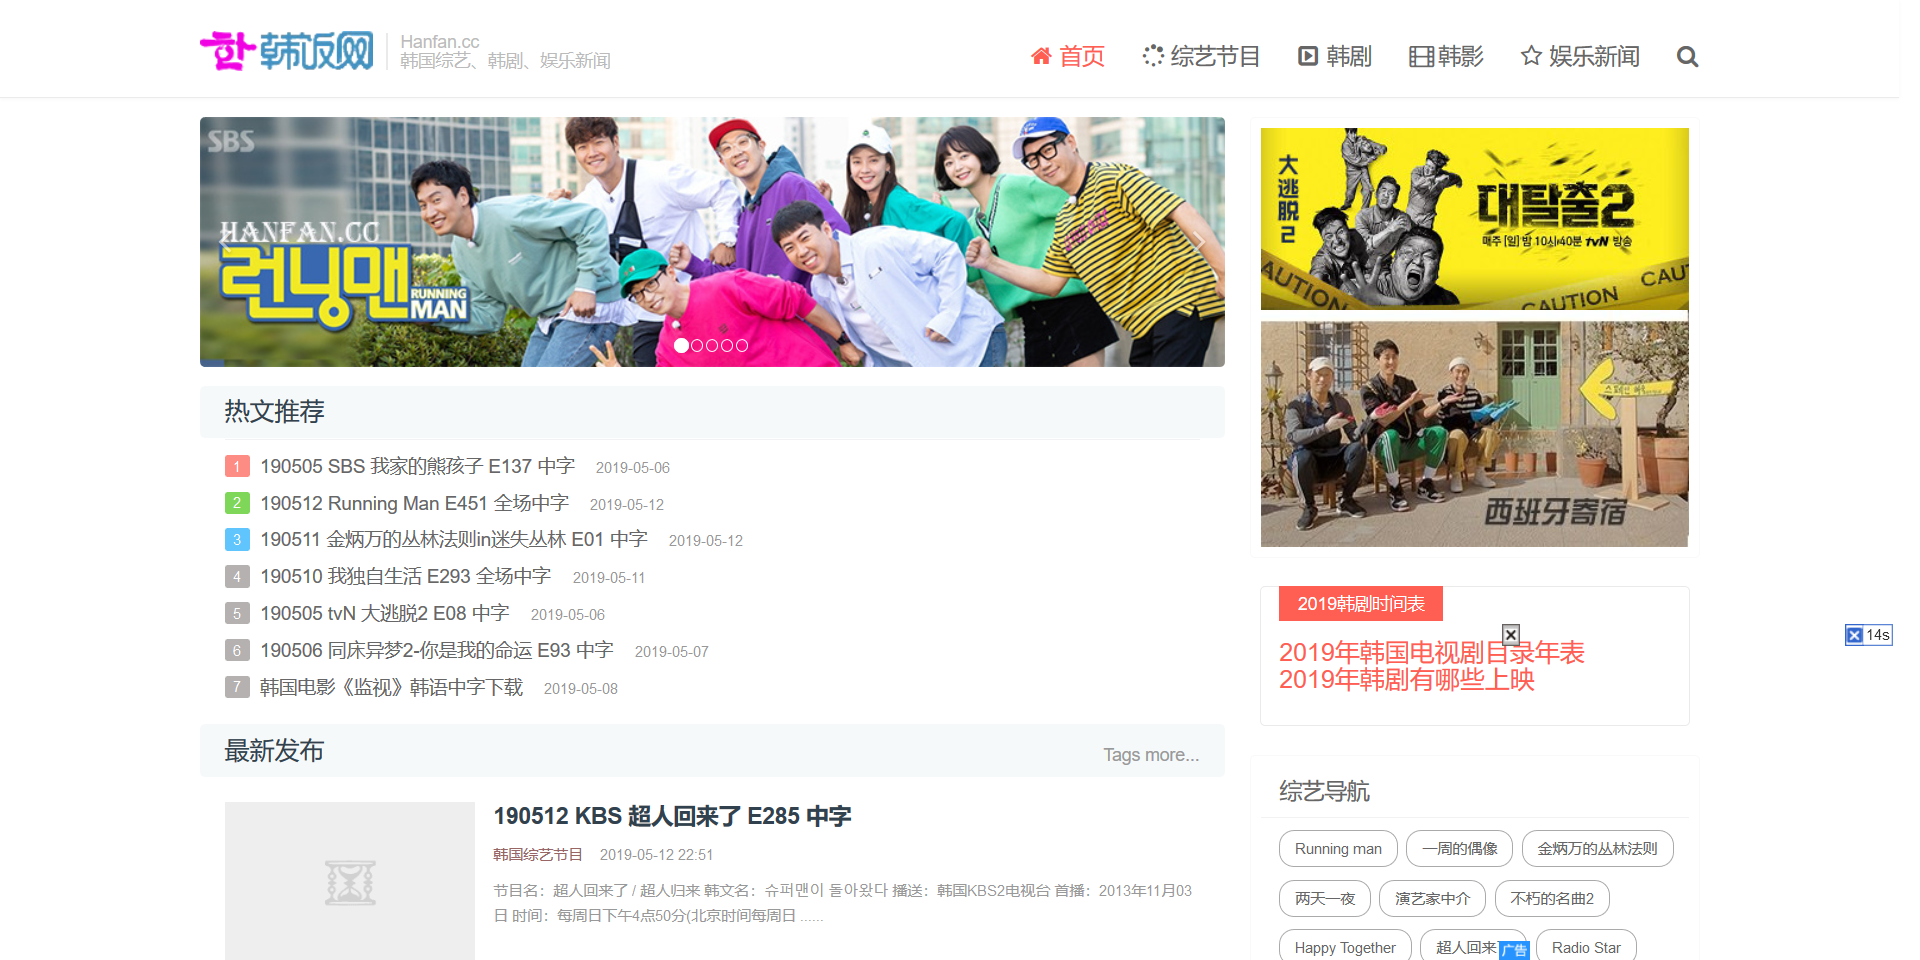 한 韩饭网
Hanfan.cc
韩国综艺、韩剧、娱乐新闻
首页
综艺节目
韩剧
韩影
娱乐新闻
SBS
HANFAN.CC
런닝맨
RUNNING
MAN
大逃脱2
대탈출2
매주 [일] 밤 10시40분 tvN 방송
CAUTION
CAUTION
CAUT
西班牙寄宿
热文推荐
1 190505 SBS 我家的熊孩子 E137 中字 2019-05-06
2 190512 Running Man E451 全场中字 2019-05-12
3 190511 金炳万的丛林法则in迷失丛林 E01 中字 2019-05-12
4 190510 我独自生活 E293 全场中字 2019-05-11
5 190505 tvN 大逃脱2 E08 中字 2019-05-06
6 190506 同床异梦2-你是我的命运 E93 中字 2019-05-07
7 韩国电影《监视》韩语中字下载 2019-05-08
2019韩剧时间表
2019年韩国电视剧目录年表
2019年韩剧有哪些上映
14s
最新发布
Tags more...
190512 KBS 超人回来了 E285 中字
韩国综艺节目 2019-05-12 22:51
节目名：超人回来了 / 超人归来 韩文名：슈퍼맨이 돌아왔다 播送：韩国KBS2电视台 首播：2013年11月03
日 时间：每周日下午4点50分(北京时间每周日 ......
综艺导航
Running man
一周的偶像
金炳万的丛林法则
两天一夜
演艺家中介
不朽的名曲2
Happy Together
超人回来
广告
Radio Star